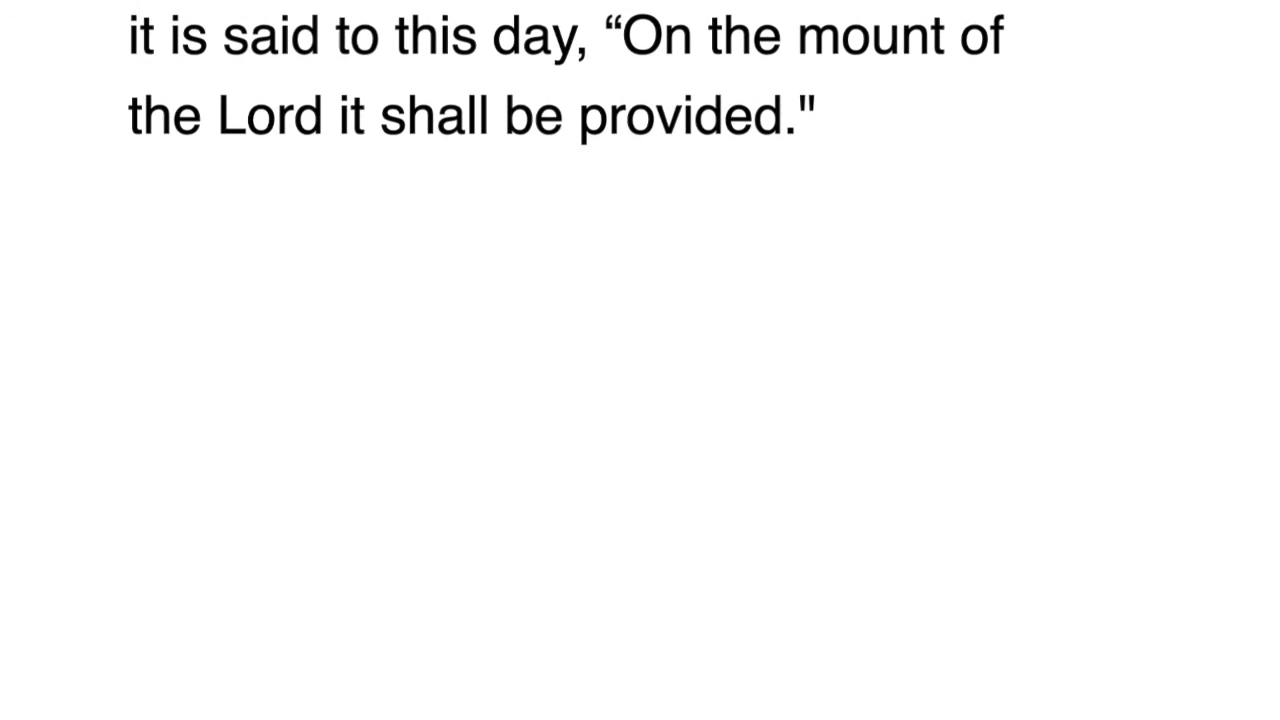 it is said to this day, “On the mount of
the Lord it shall be provided."